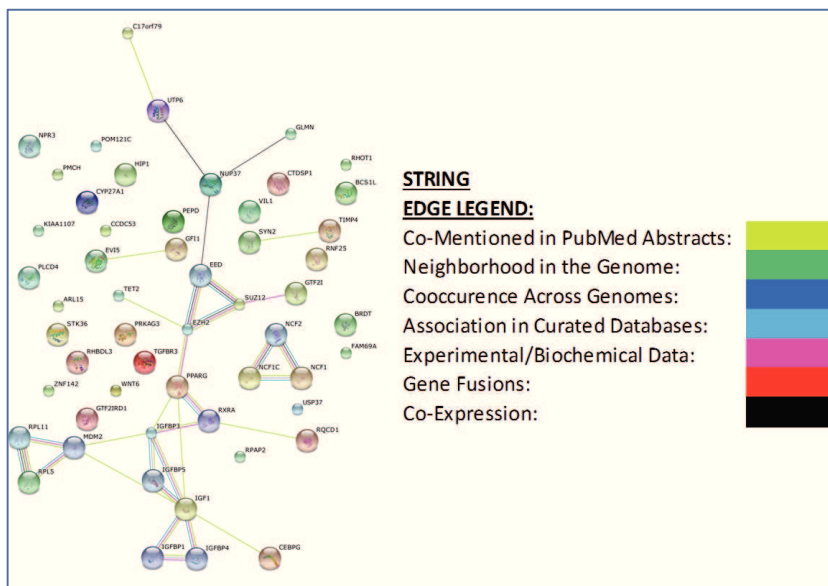 C17orf79
UTP6
GLMN
NPR3
POM121C
RHOT1
PMCH
HIP1
NUP37
CTDSP1
BCS1L
CYP27A1
VIL1
PEPD
TIMP4
KIAA1107
CCDC53
SYN2
EVI5
GFI1
RNF25
EED
PLCD4
GTF2I
TET2
SUZ12
ARL15
EZH2
BRDT
STK36
PRKAG3
NCF2
RHBDL3
TGFBR3
FAM69A
NCF1C
NCF1
PPARG
ZNF142
WNT6
USP37
GTF2IRD1
RXRA
RPL11
IGFBP3
RQCD1
MDM2
RPAP2
RPL5
IGFBP5
IGF1
IGFBP1
IGFBP4
CEBPG
STRING
EDGE LEGEND:
Co-Mentioned in PubMed Abstracts:
Neighborhood in the Genome:
Cooccurence Across Genomes:
Association in Curated Databases:
Experimental/Biochemical Data:
Gene Fusions:
Co-Expression: